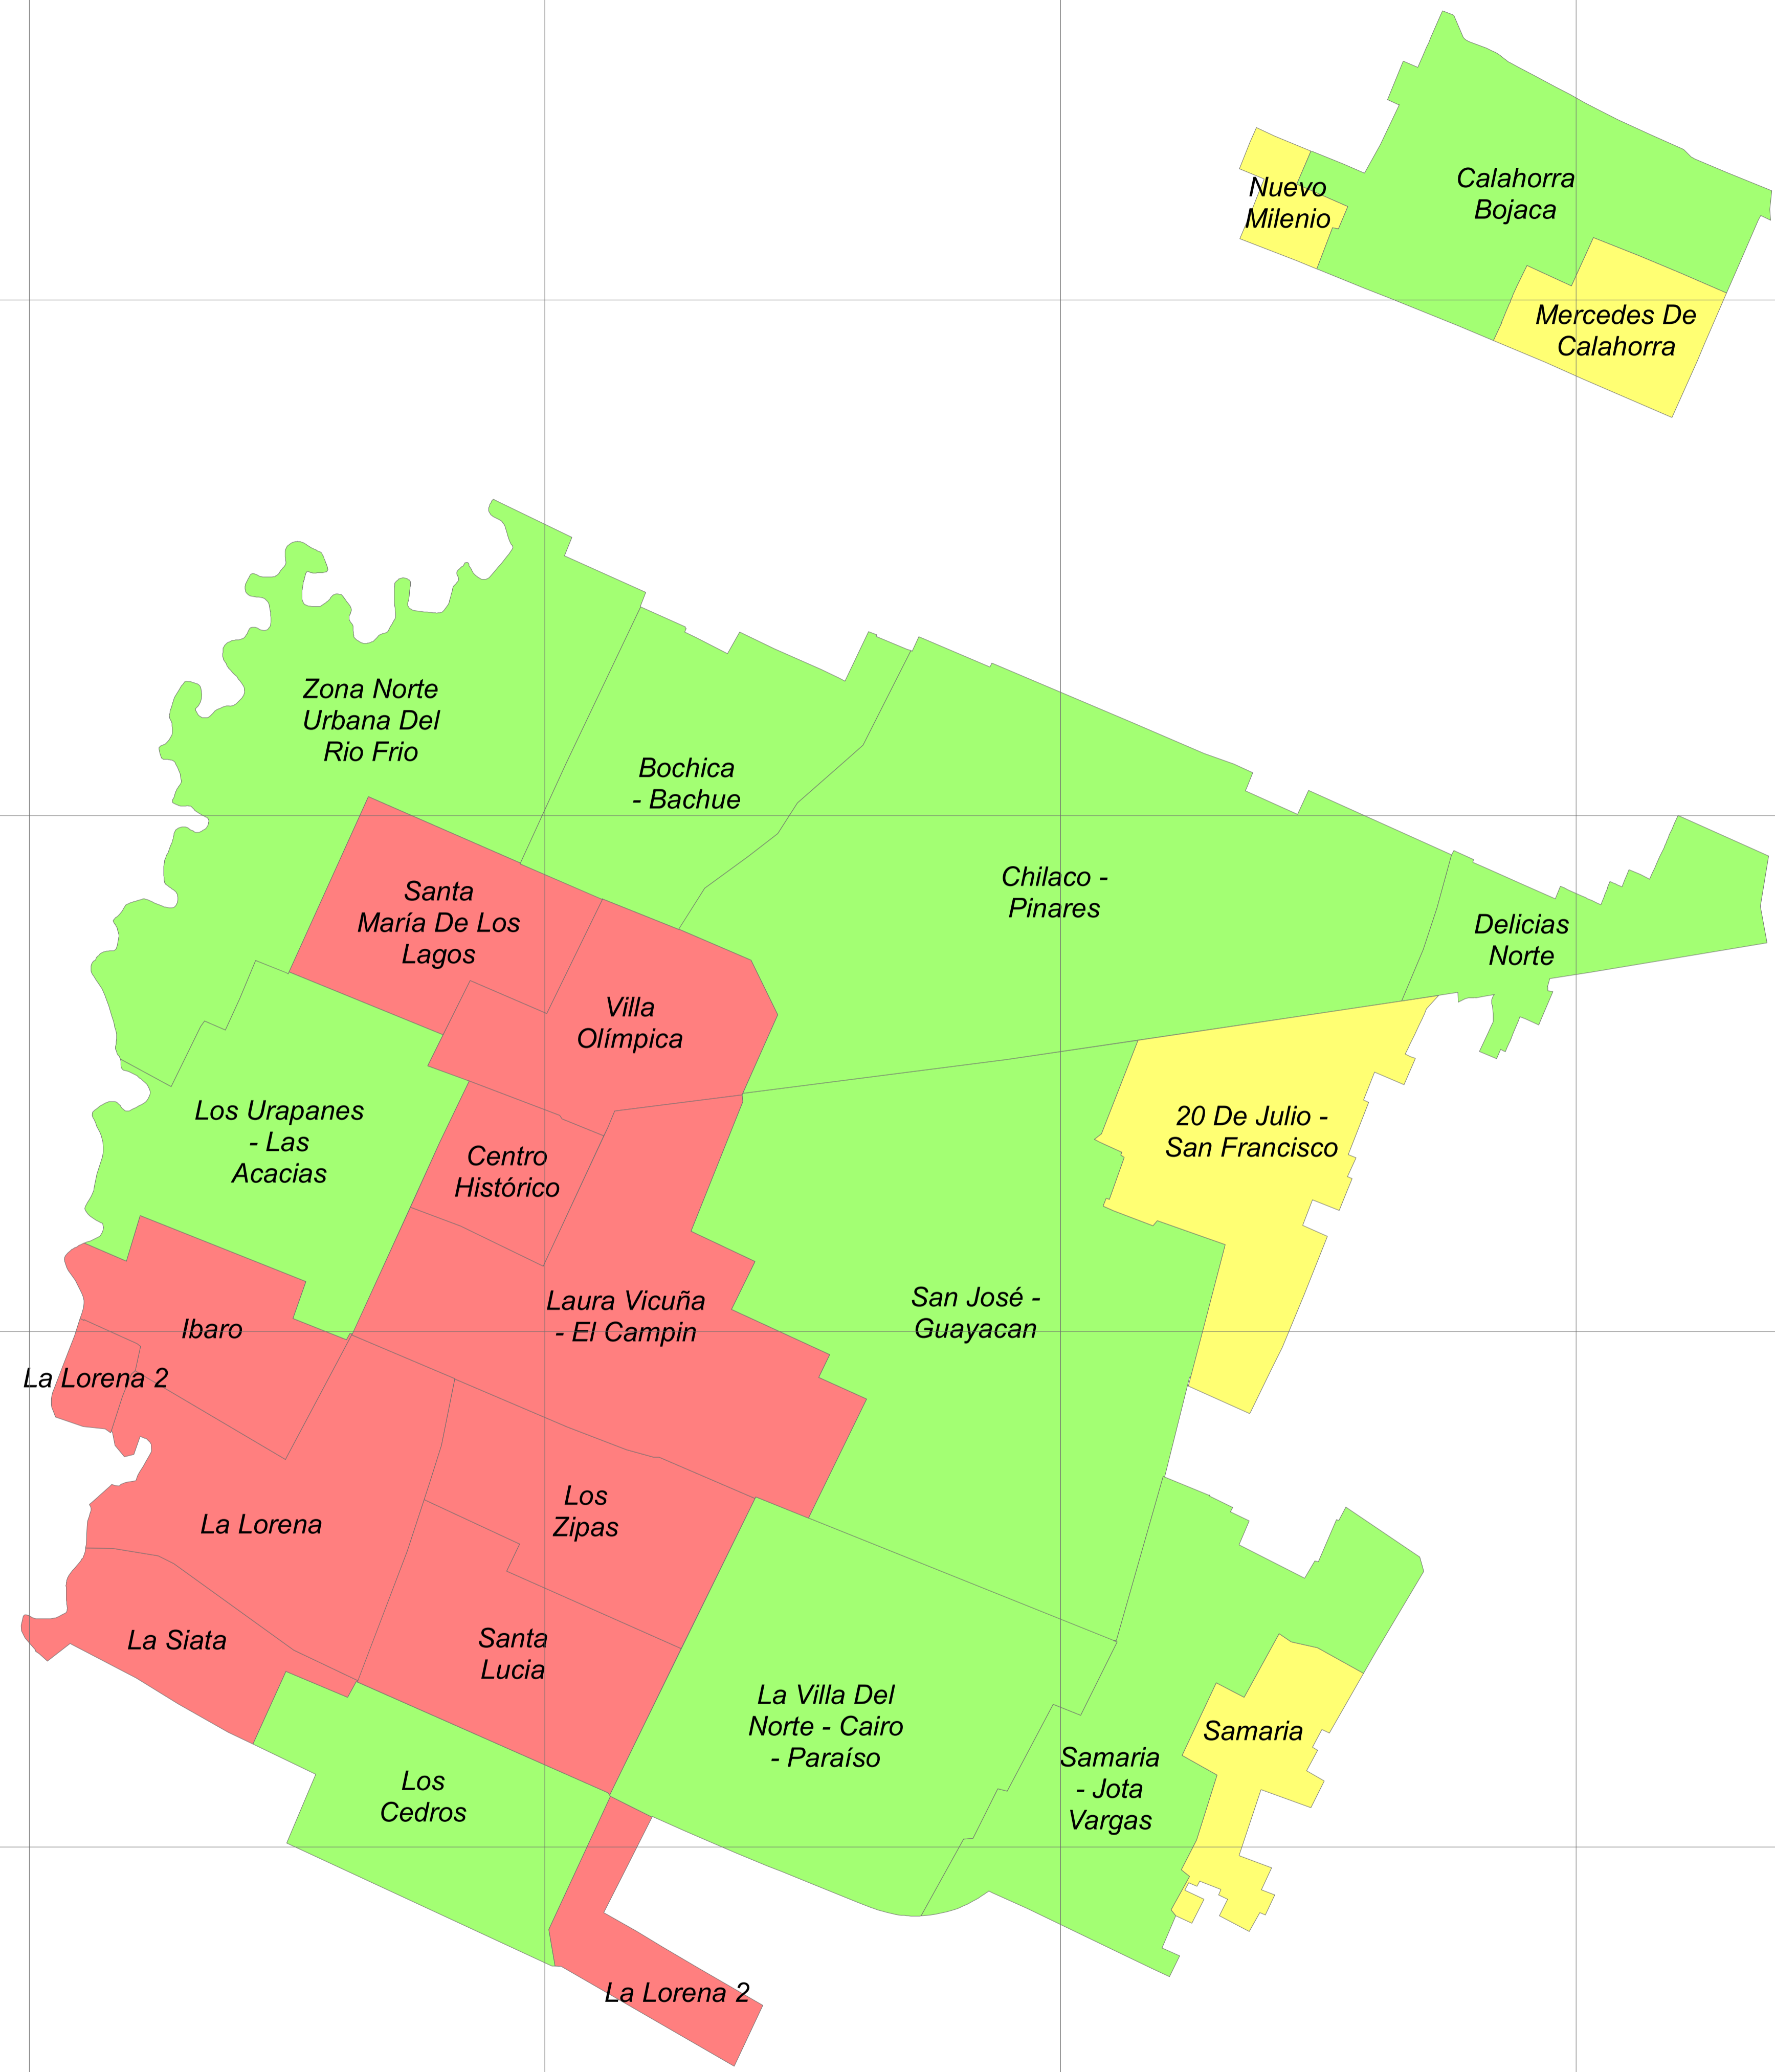 Calahorra
Bojaca
Nuevo
Milenio
Mercedes De
Calahorra
Zona Norte
Urbana Del
Rio Frio
Bochica
- Bachue
Chilaco -
Pinares
Santa
María De Los
Lagos
Delicias
Norte
Villa
Olímpica
Los Urapanes
- Las
Acacias
20 De Julio -
San Francisco
Centro
Histórico
Laura Vicuña
- El Campin
San José -
Guayacan
Ibaro
La Lorena 2
Los
Zipas
La Lorena
La Siata
Santa
Lucia
La Villa Del
Norte - Cairo
- Paraíso
Samaria
Samaria
- Jota
Vargas
Los
Cedros
La Lorena 2